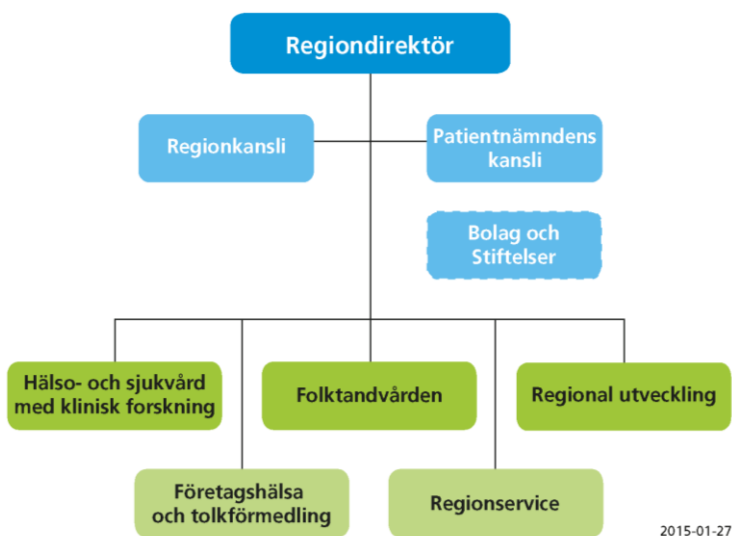 Regiondirektör
Regionkansli
Patientnämndens
kansli
Bolag och
Stiftelser
Hälso- och sjukvård
med klinisk forskning
Folktandvården
Regional utveckling
Företagshälsa
och tolkförmedling
Regionservice
2015-01-27